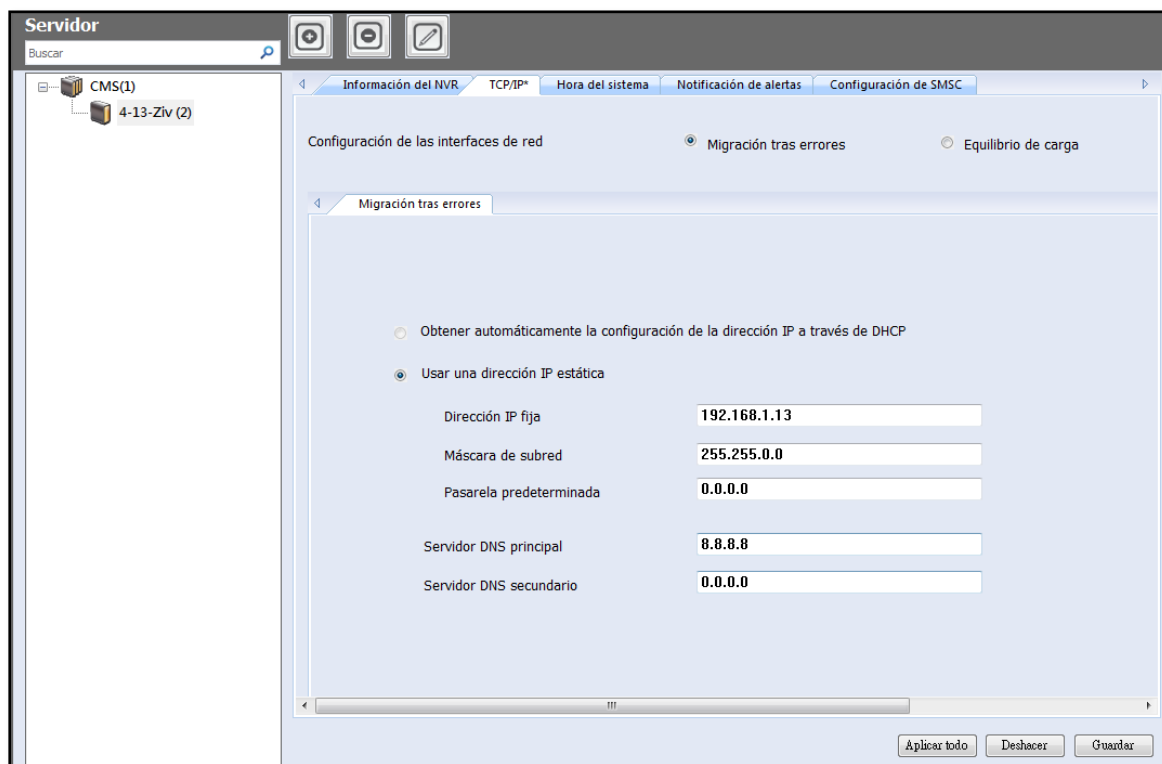 Servidor
Buscar
CMS(1)
4-13-Ziv (2)
Información del NVR TCP/IP* Hora del sistema Notificación de alertas Configuración de SMSC
Configuración de las interfaces de red Migración tras errores Equilibrio de carga
Migración tras errores
Obtener automáticamente la configuración de la dirección IP a través de DHCP
Usar una dirección IP estática
Dirección IP fija 192.168.1.13
Máscara de subred 255.255.0.0
Pasarela predeterminada 0.0.0.0
Servidor DNS principal 8.8.8.8
Servidor DNS secundario 0.0.0.0
Aplicar todo Deshacer Guardar